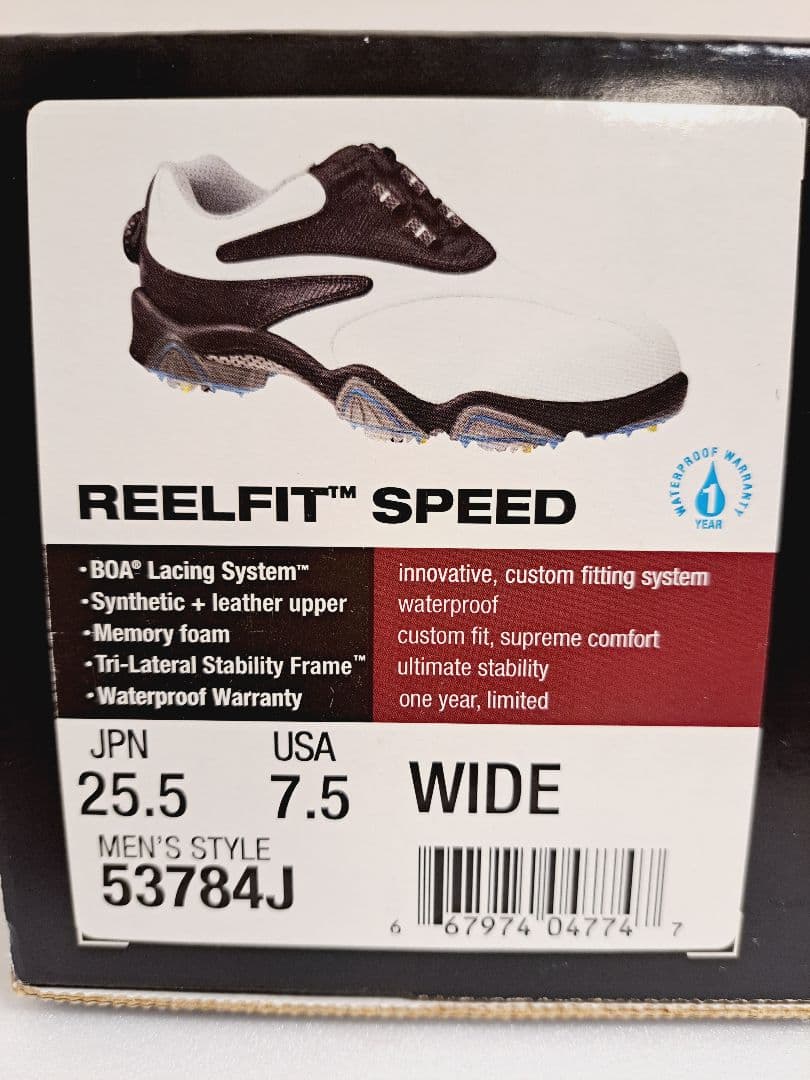 WATERPROOF WARRANTY
1
YEAR
REELFIT™ SPEED
•BOA® Lacing System™ innovative, custom fitting system
•Synthetic + leather upper waterproof
•Memory foam custom fit, supreme comfort
•Tri-Lateral Stability Frame™ ultimate stability
•Waterproof Warranty one year, limited
JPN USA
25.5 7.5 WIDE
MEN'S STYLE
53784J
6 67974 04774 7